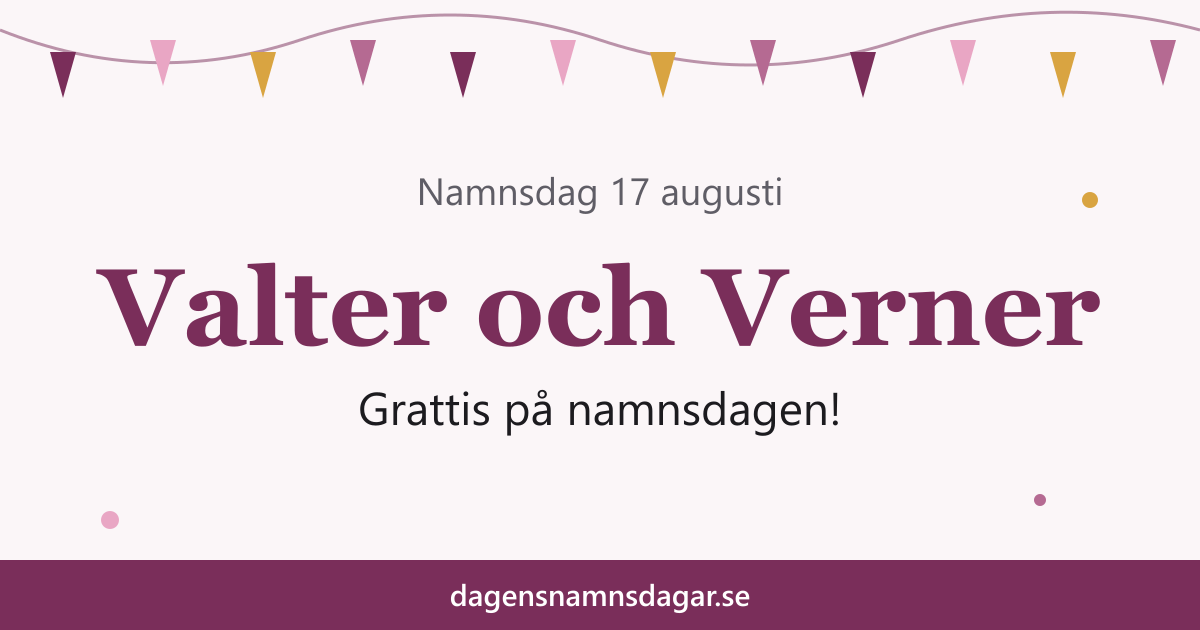 Namnsdag 17 augusti
Valter och Verner
Grattis på namnsdagen!
dagensnamnsdagar.se